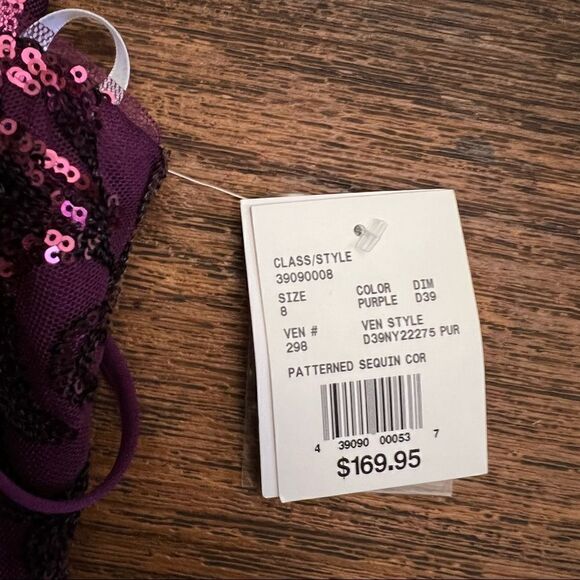 CLASS/STYLE
39090008
SIZE COLOR DIM
8 PURPLE D39
VEN # VEN STYLE
298 D39NY22275 PUR
PATTERNED SEQUIN COR
4 39090 00053 7
$169.95